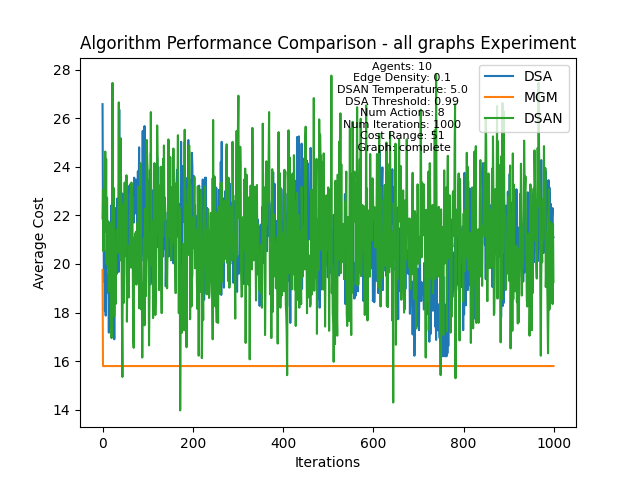 Algorithm Performance Comparison - all graphs Experiment
Agents: 10
Edge Density: 0.1
DSAN Temperature: 5.0
DSA Threshold: 0.99
Num Actions: 8
Num Iterations: 1000
Cost Range: 51
Graph: complete
DSA
MGM
DSAN
28
26
24
22
20
18
16
14
Average Cost
0
200
400
600
800
1000
Iterations